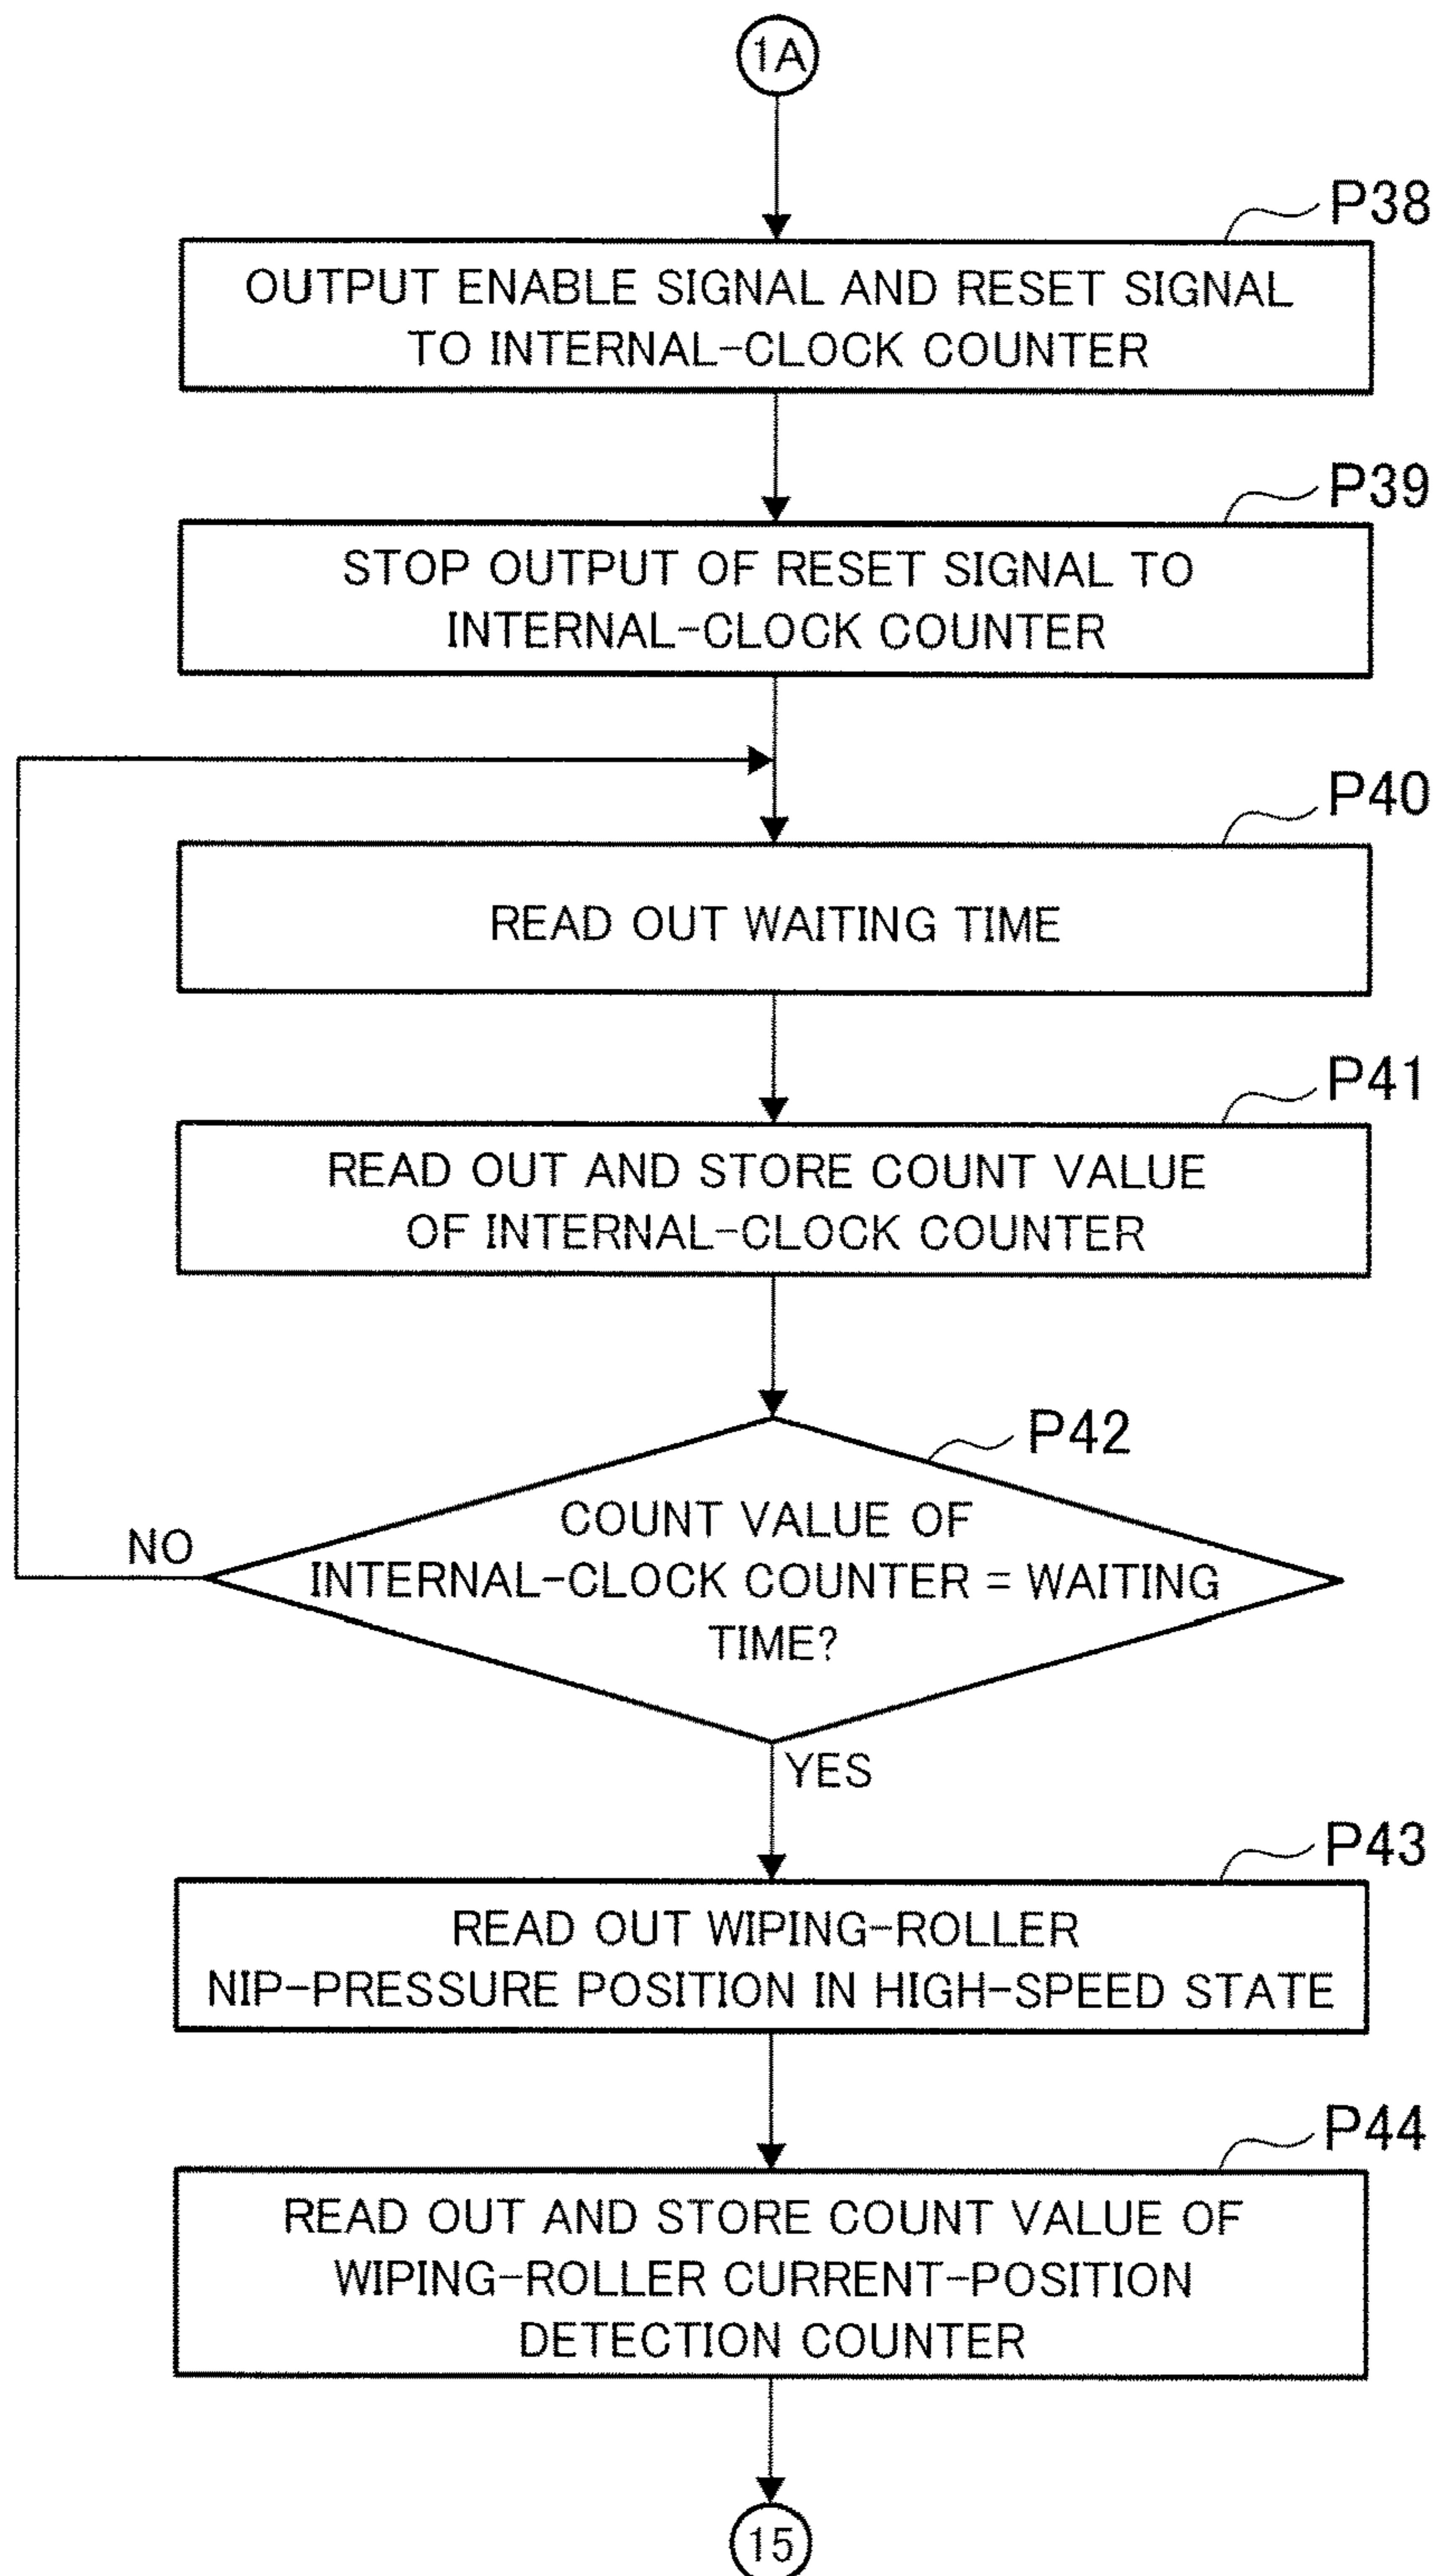 1A
P38
OUTPUT ENABLE SIGNAL AND RESET SIGNAL
TO INTERNAL-CLOCK COUNTER
P39
STOP OUTPUT OF RESET SIGNAL TO
INTERNAL-CLOCK COUNTER
P40
READ OUT WAITING TIME
P41
READ OUT AND STORE COUNT VALUE
OF INTERNAL-CLOCK COUNTER
P42
COUNT VALUE OF
INTERNAL-CLOCK COUNTER = WAITING
TIME?
NO
YES
P43
READ OUT WIPING-ROLLER
NIP-PRESSURE POSITION IN HIGH-SPEED STATE
P44
READ OUT AND STORE COUNT VALUE OF
WIPING-ROLLER CURRENT-POSITION
DETECTION COUNTER
15